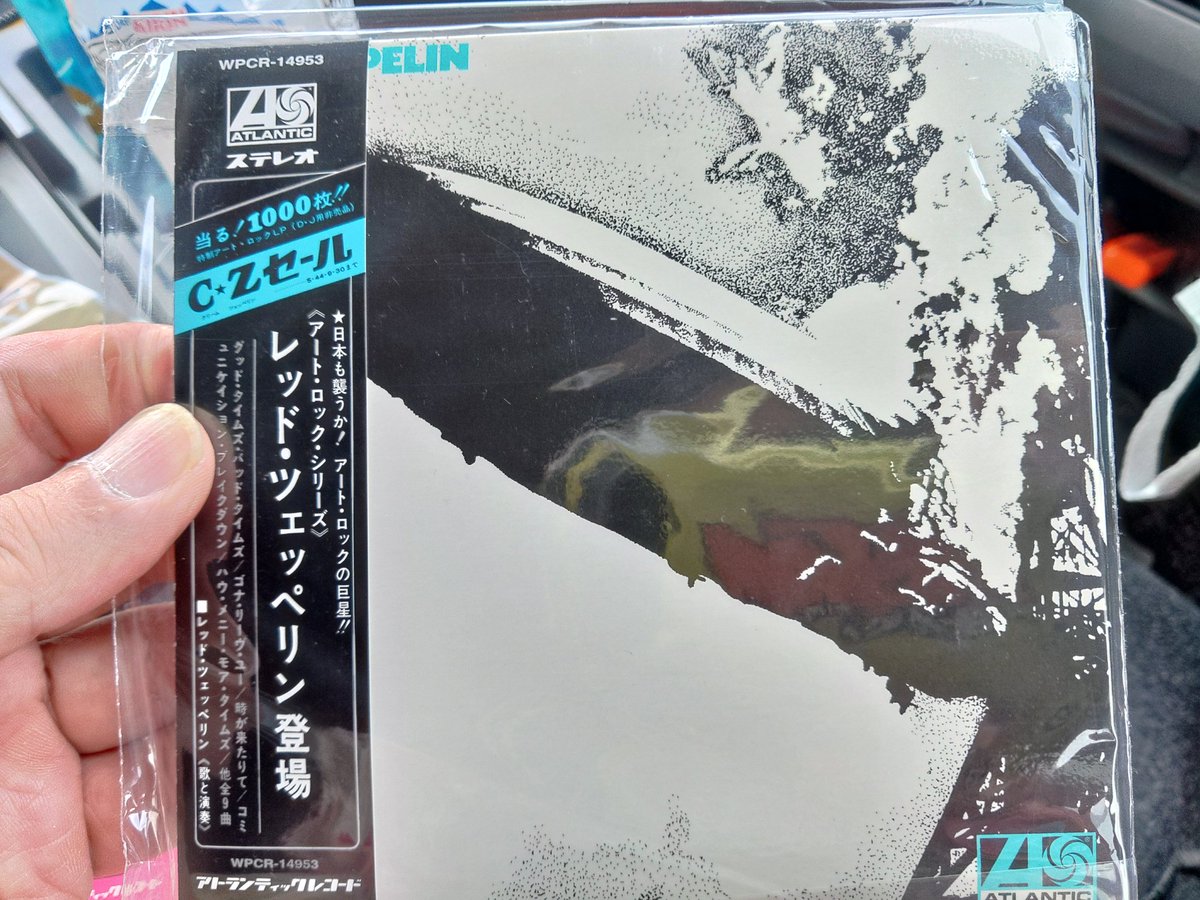 PELIN
WPCR-14953
ATLANTIC
ステレオ
当る!1000枚!!
特別アート・ロックLP(D・J用非売品)
C★Zセール
S・44・9・30まで
★日本も襲うか! アート・ロックの巨星!!
《アート・ロック・シリーズ》
レッド・ツェッペリン登場
グッド・タイムズ・バッド・タイムズ/ゴナ・リーヴ・ユー/時が来たりて/コミ
ュニケイション・ブレイクダウン/ハウ・メニー・モア・タイムズ/他全9曲
■レッド・ツェッペリン《歌と演奏》
WPCR-14953
アトランティックレコード
ATLANTIC